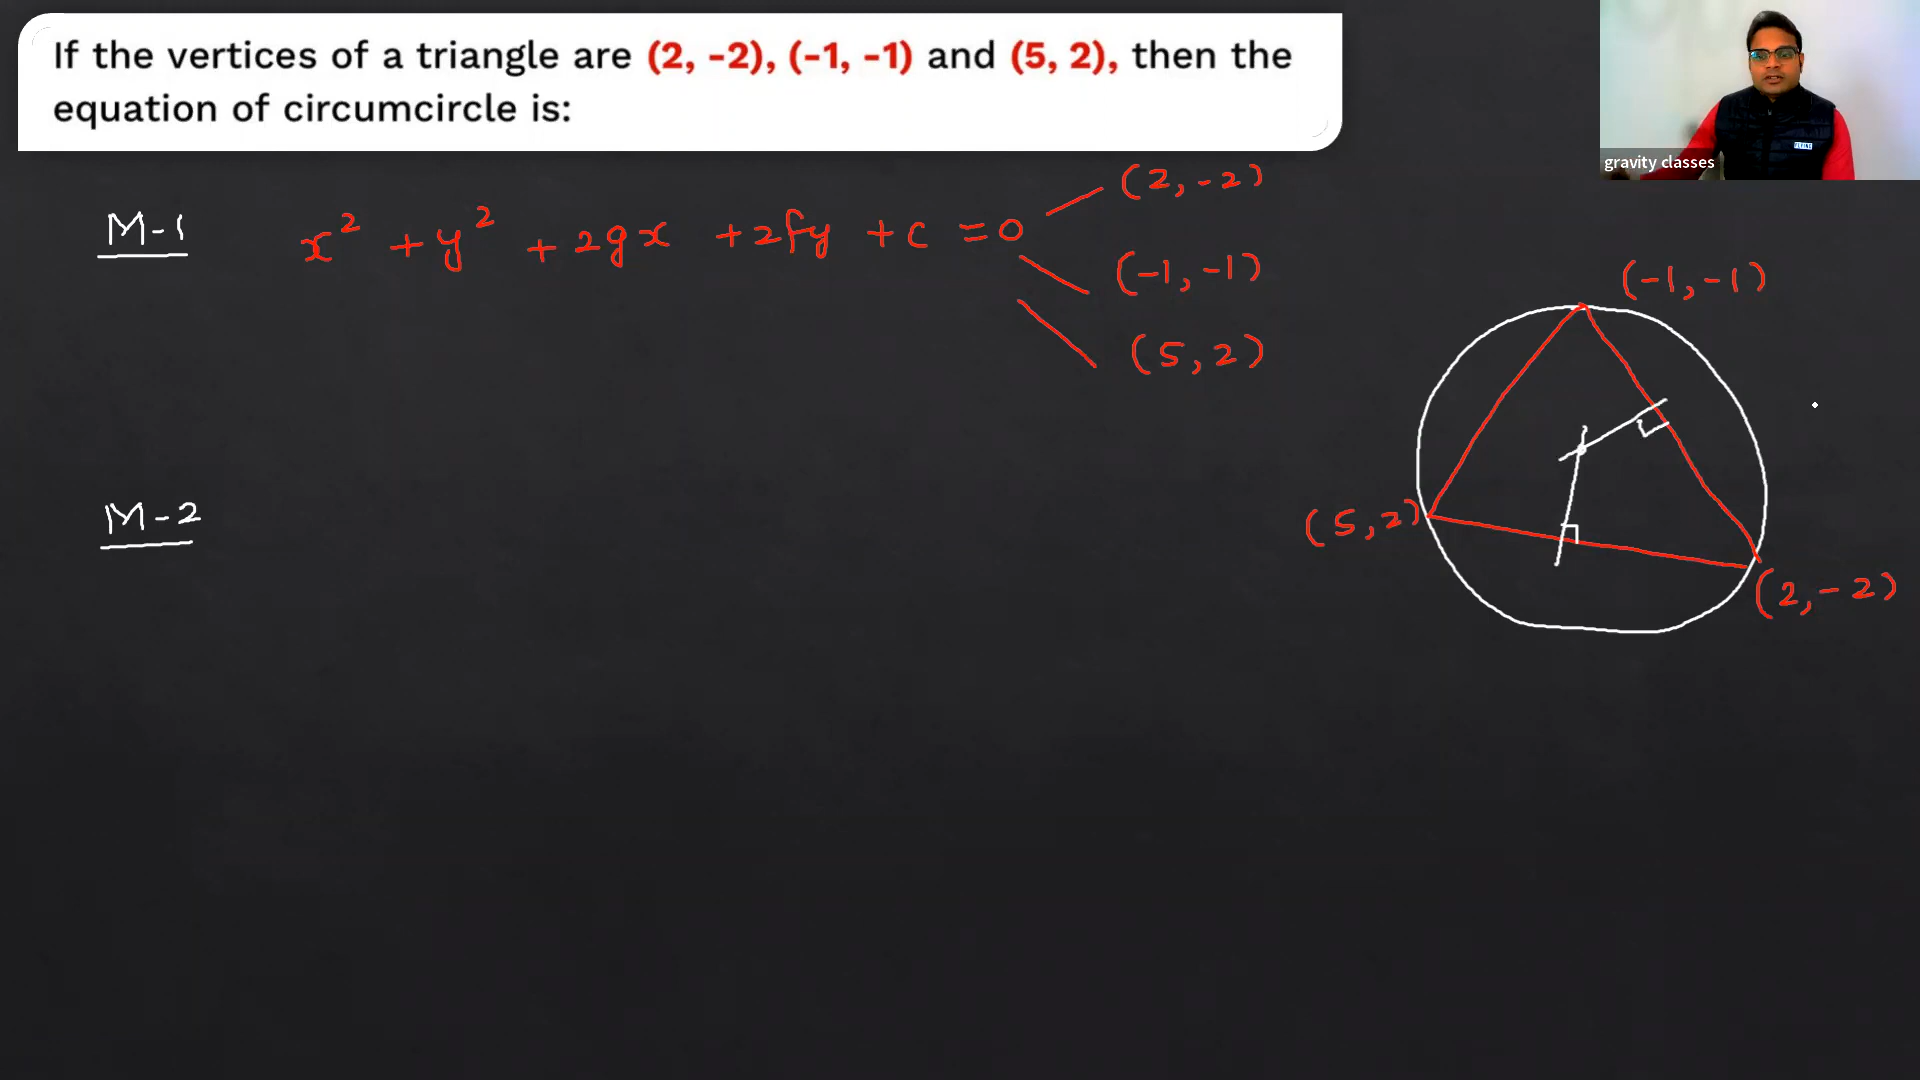 If the vertices of a triangle are (2, -2), (-1, -1) and (5, 2), then the
equation of circumcircle is:
FLYING
gravity classes
M-1
x² + y² + 2gx + 2fy + c = 0
(2, -2)
(-1, -1)
(5, 2)
(-1, -1)
(5, 2)
(2, -2)
M-2